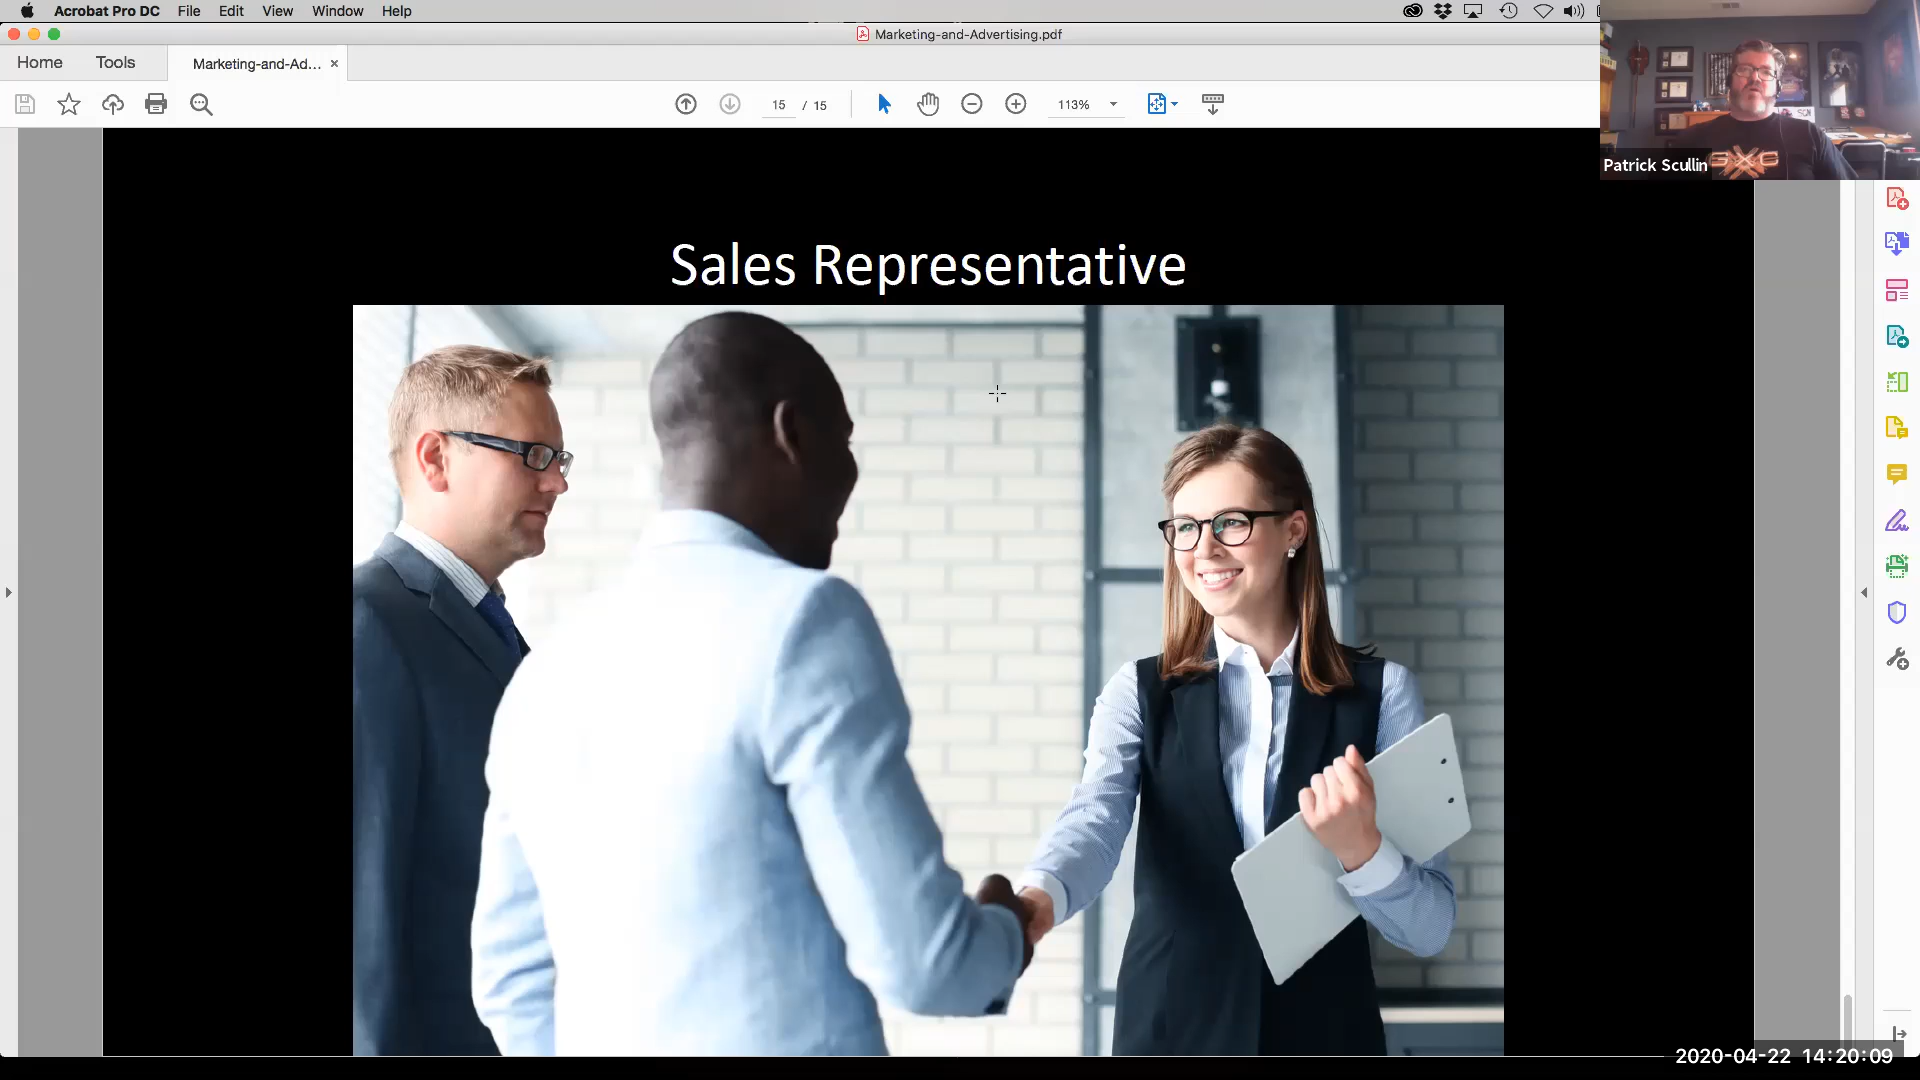 Acrobat Pro DC File Edit View Window Help
Marketing-and-Advertising.pdf
Home Tools Marketing-and-Ad... ×
15 / 15 113%
Patrick Scullin
GXC
Sales Representative
2020-04-22 14:20:09